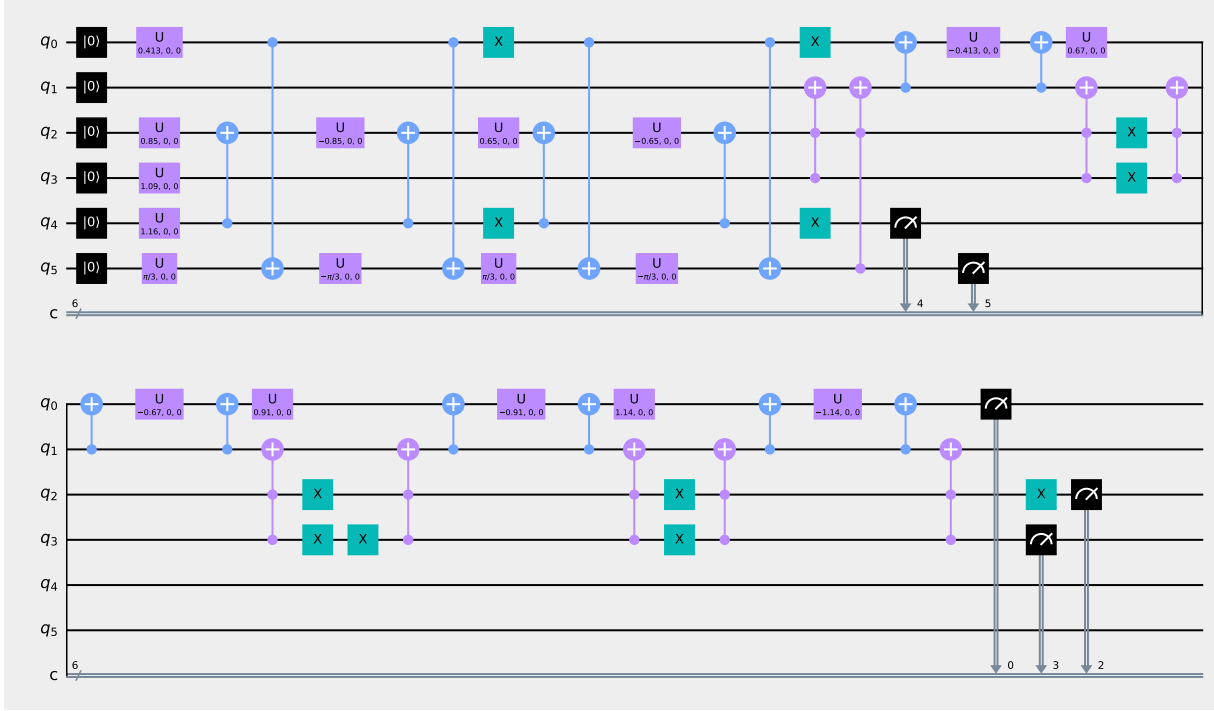 q0 |0⟩ U 0.413, 0, 0 X X U −0.413, 0, 0 U 0.67, 0, 0
q1 |0⟩
q2 |0⟩ U 0.85, 0, 0 U −0.85, 0, 0 U 0.65, 0, 0 U −0.65, 0, 0 X
q3 |0⟩ U 1.09, 0, 0 X
q4 |0⟩ U 1.16, 0, 0 X X
q5 |0⟩ U π/3, 0, 0 U −π/3, 0, 0 U π/3, 0, 0 U −π/3, 0, 0
c 6 4 5
q0 U −0.67, 0, 0 U 0.91, 0, 0 U −0.91, 0, 0 U 1.14, 0, 0 U −1.14, 0, 0
q1
q2 X X X
q3 X X X
q4
q5
c 6 0 3 2